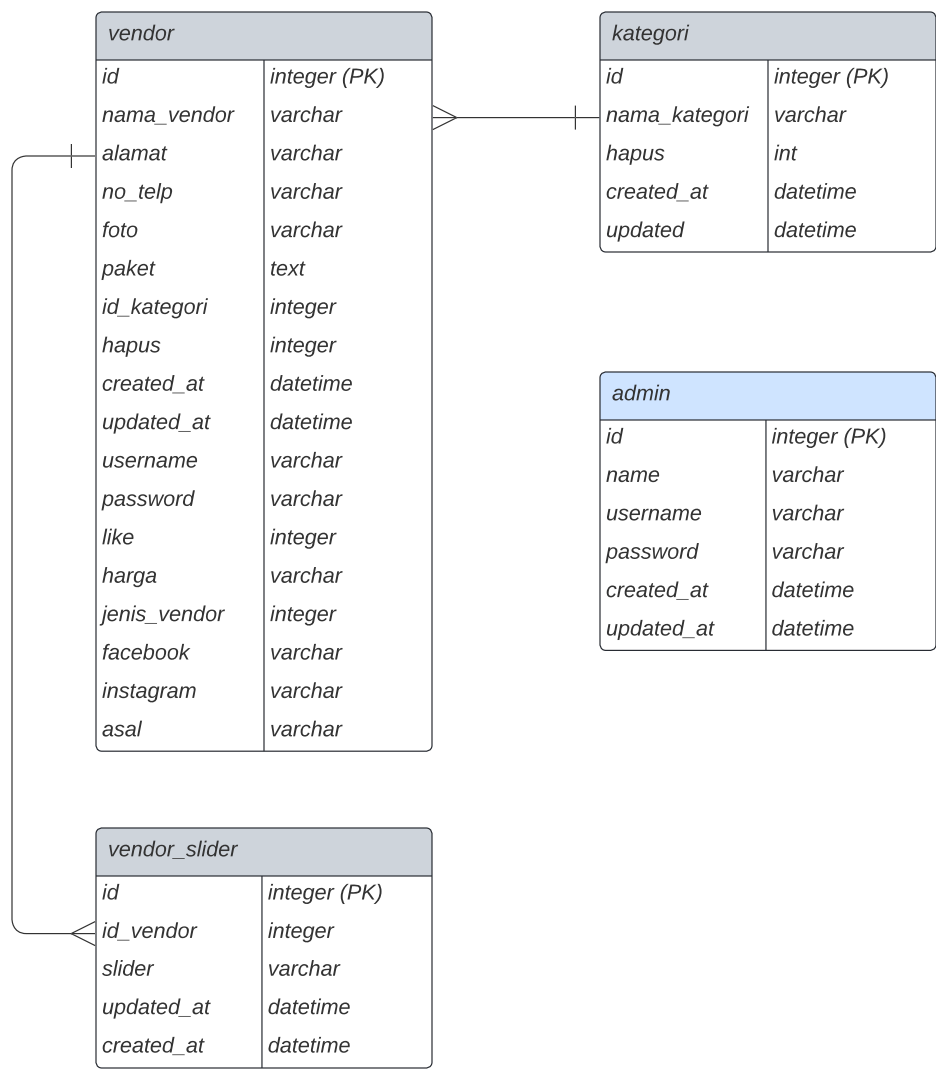 vendor
id integer (PK)
nama_vendor varchar
alamat varchar
no_telp varchar
foto varchar
paket text
id_kategori integer
hapus integer
created_at datetime
updated_at datetime
username varchar
password varchar
like integer
harga varchar
jenis_vendor integer
facebook varchar
instagram varchar
asal varchar
kategori
id integer (PK)
nama_kategori varchar
hapus int
created_at datetime
updated datetime
admin
id integer (PK)
name varchar
username varchar
password varchar
created_at datetime
updated_at datetime
vendor_slider
id integer (PK)
id_vendor integer
slider varchar
updated_at datetime
created_at datetime